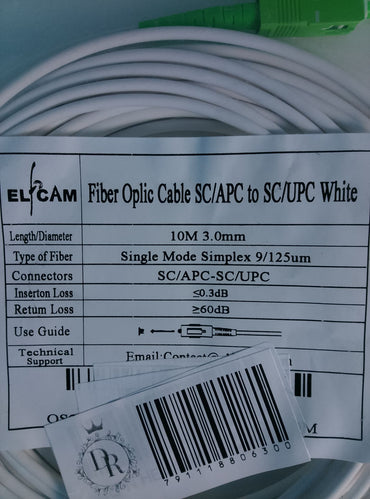 ELFCAM
Fiber Oplic Cable SC/APC to SC/UPC White
Length/Diameter 10M 3.0mm
Type of Fiber Single Mode Simplex 9/125um
Connectors SC/APC-SC/UPC
Inserton Loss ≤0.3dB
Retum Loss ≥60dB
Use Guide
Technical Support Email:Contact@
DR
791118806300